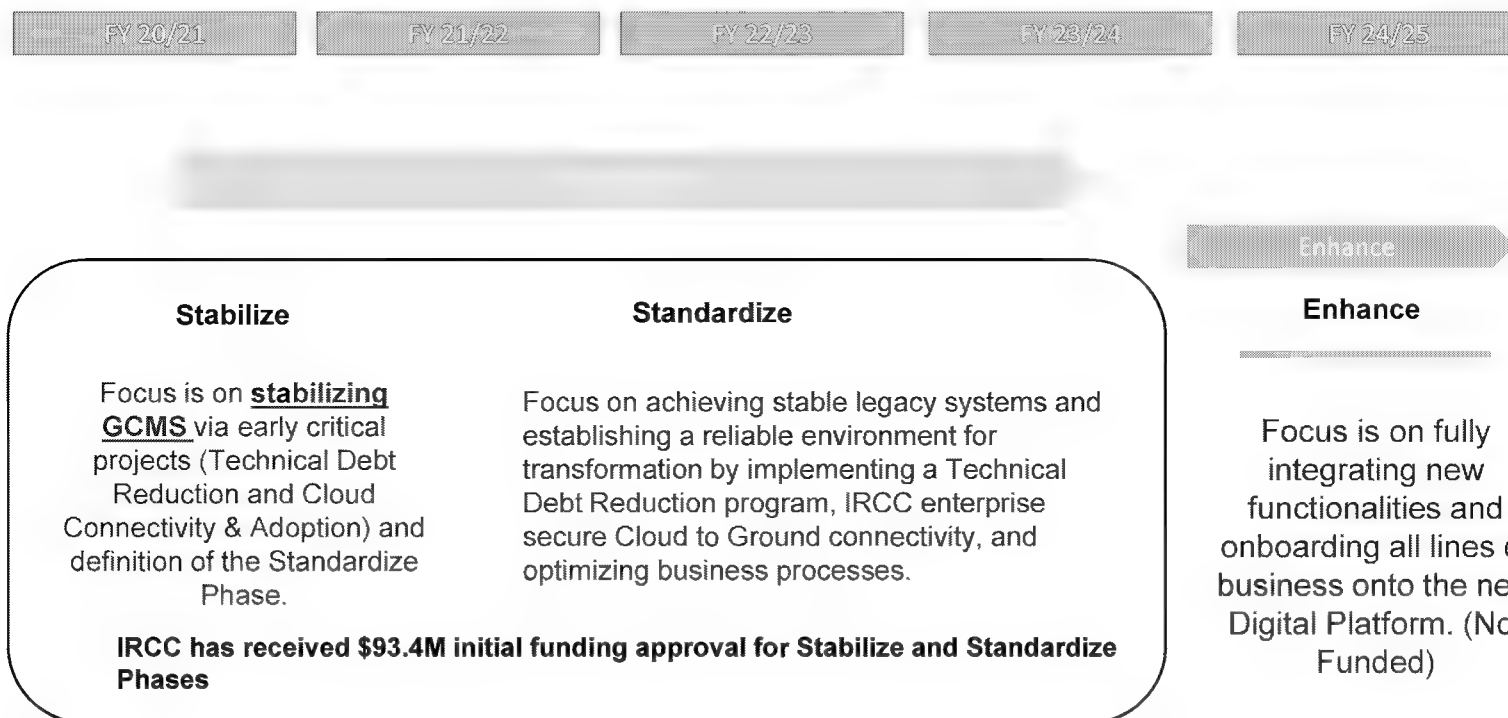 FY 20/21
FY 21/22
FY 22/23
FY 23/24
FY 24/25
Enhance
Stabilize
Focus is on stabilizing
GCMS via early critical
projects (Technical Debt
Reduction and Cloud
Connectivity & Adoption) and
definition of the Standardize
Phase.
Standardize
Focus on achieving stable legacy systems and
establishing a reliable environment for
transformation by implementing a Technical
Debt Reduction program, IRCC enterprise
secure Cloud to Ground connectivity, and
optimizing business processes.
IRCC has received $93.4M initial funding approval for Stabilize and Standardize
Phases
Enhance
Focus is on fully
integrating new
functionalities and
onboarding all lines
business onto the
Digital Platform.
Funded)